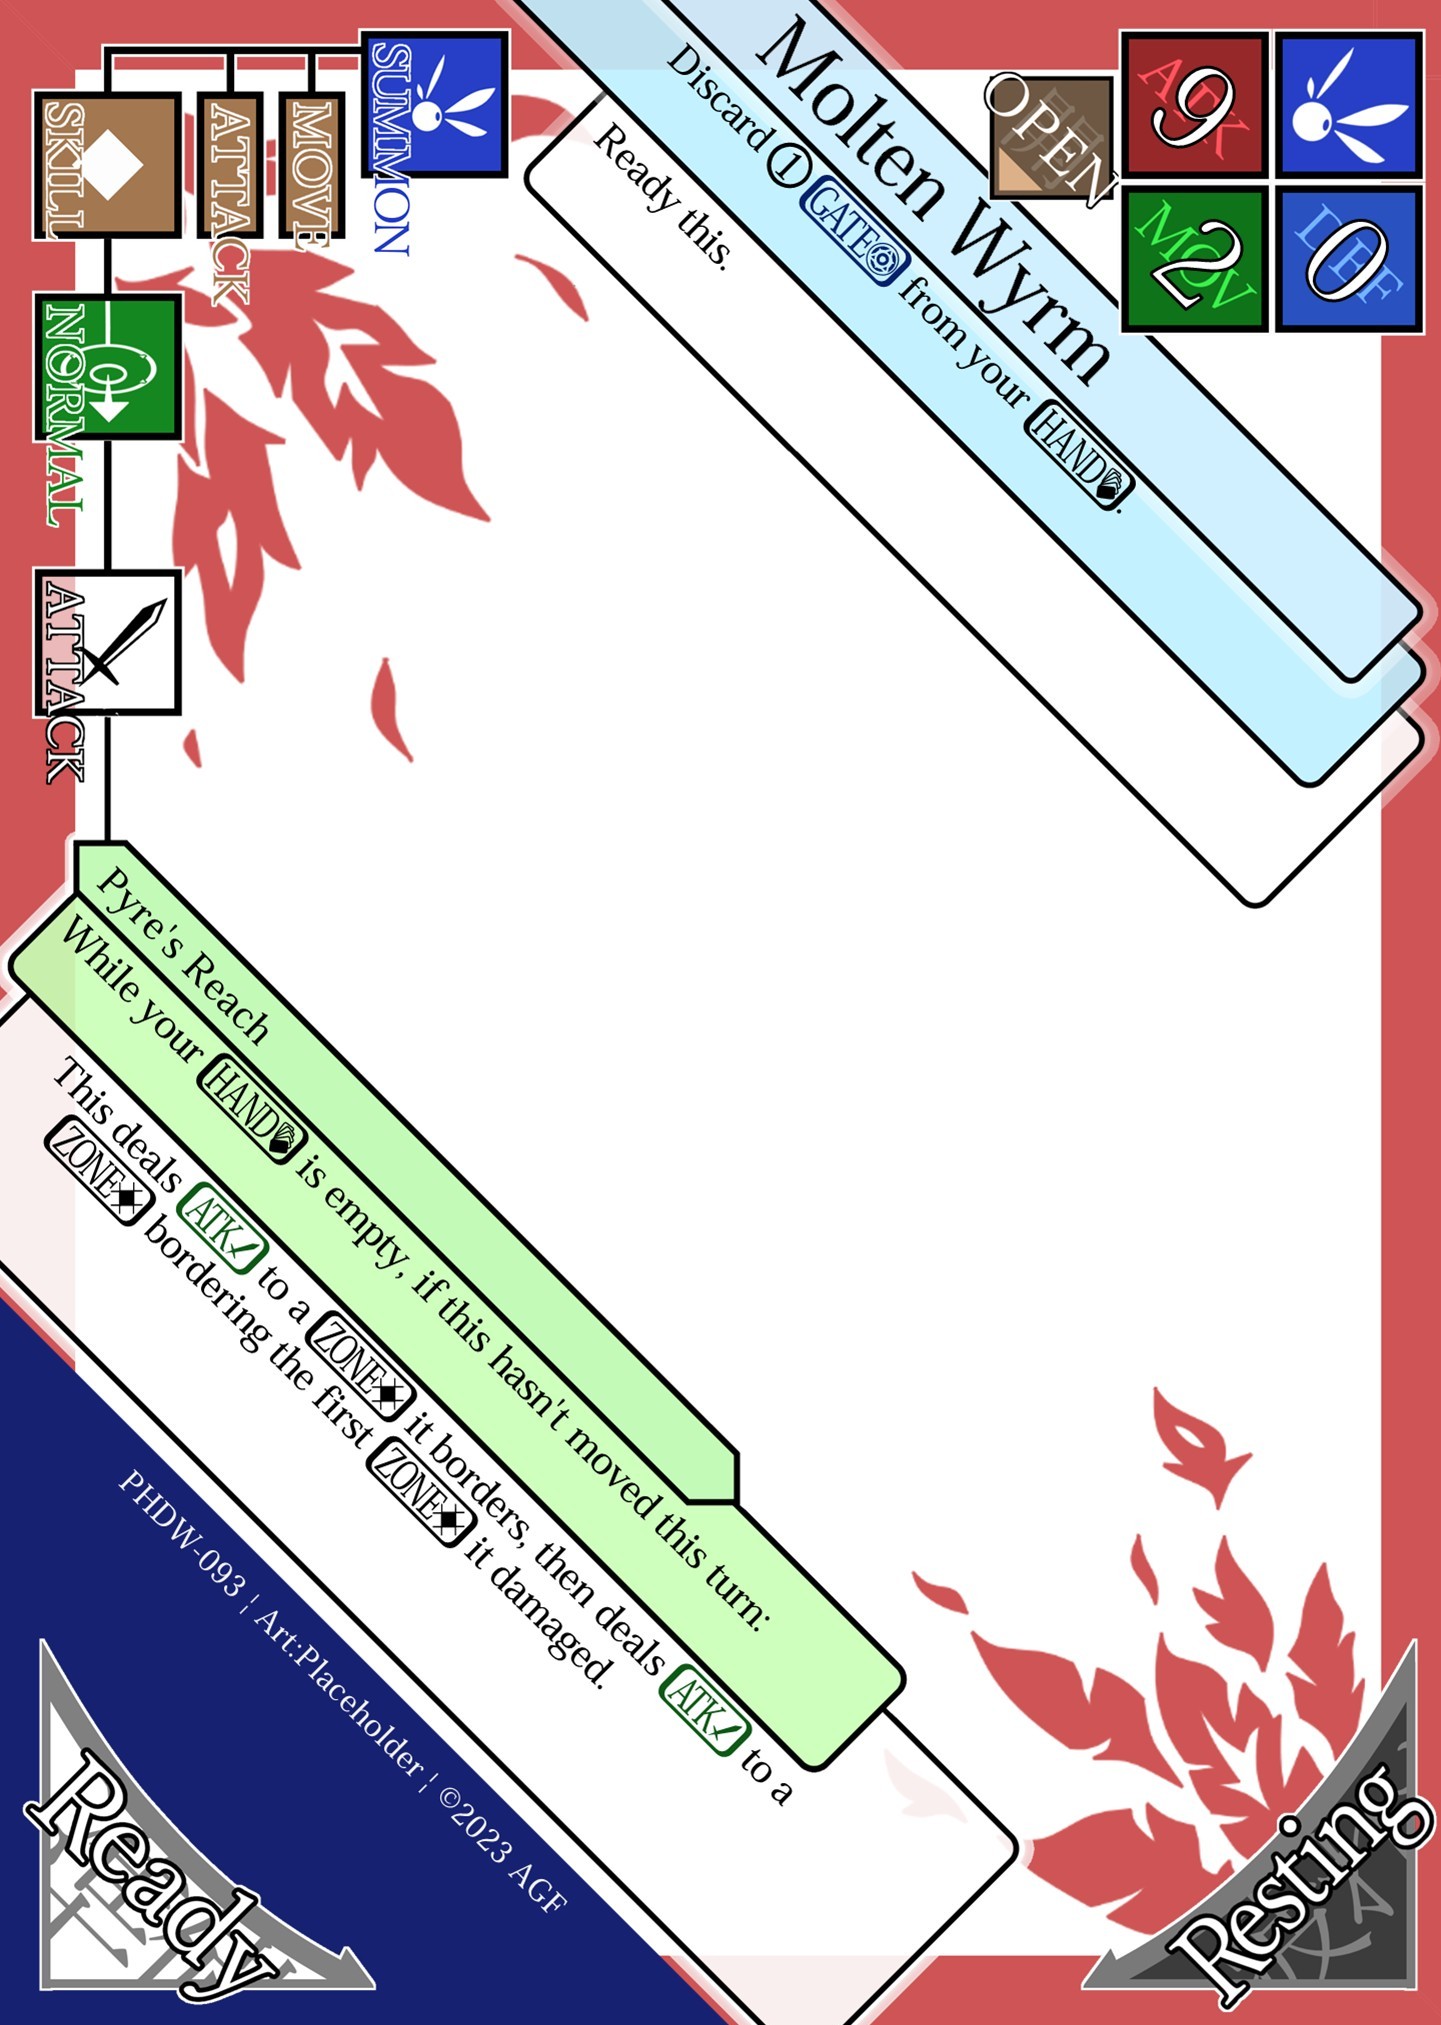 Molten Wyrm
Discard ① GATE from your HAND.
Ready this.
OPEN
ATK 9
MOV 2
DEF 0
SUMMON
MOVE
ATTACK
SKILL
NORMAL
ATTACK
Pyre's Reach
While your HAND is empty, if this hasn't moved this turn:
This deals ATK to a ZONE it borders, then deals ATK to a
ZONE bordering the first ZONE it damaged.
PHDW-093 ¦ Art:Placeholder ¦ ©2023 AGF
Ready
Resting